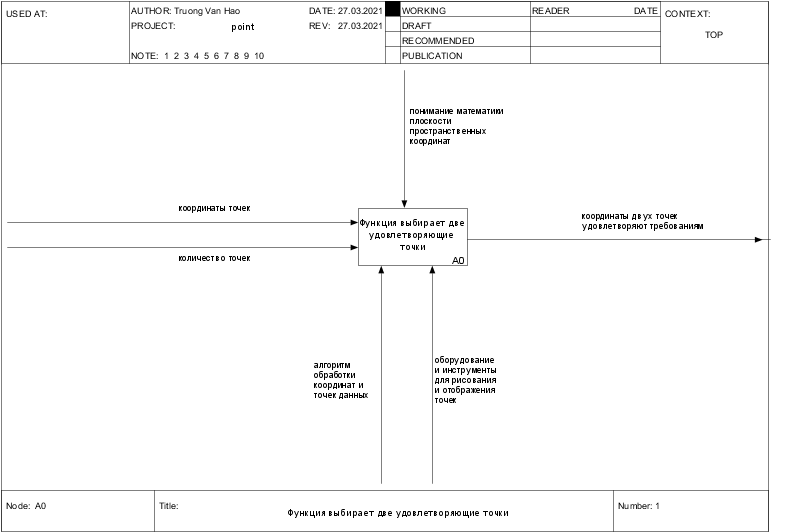 USED AT:
AUTHOR: Truong Van Hao
DATE: 27.03.2021
PROJECT: point
REV: 27.03.2021
NOTE: 1 2 3 4 5 6 7 8 9 10
WORKING
DRAFT
RECOMMENDED
PUBLICATION
READER
DATE
CONTEXT:
TOP
понимание математики
плоскости
пространственных
координат
координаты точек
количество точек
Функция выбирает две
удовлетворяющие
точки
A0
координаты двух точек
удовлетворяют требованиям
алгоритм
обработки
координат и
точек данных
оборудование
и инструменты
для рисования
и отображения
точек
Node: A0
Title:
Функция выбирает две удовлетворяющие точки
Number: 1